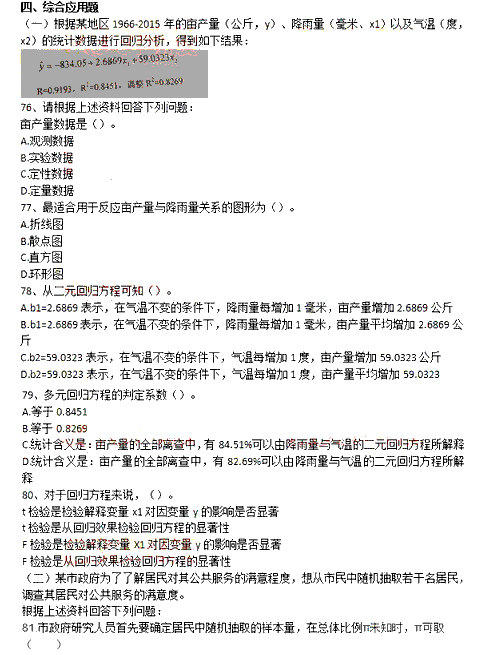 四、综合应用题
（一）根据某地区 1966-2015 年的亩产量（公斤，y）、降雨量（毫米、x1）以及气温（度，
x2）的统计数据进行回归分析，得到如下结果：
ŷ = -834.05 + 2.6869x₁ + 59.0323x₂
R=0.9193，R²=0.8451，调整 R²=0.8269
76、请根据上述资料回答下列问题：
亩产量数据是（）。
A.观测数据
B.实验数据
C.定性数据
D.定量数据
77、最适合用于反应亩产量与降雨量关系的图形为（）。
A.折线图
B.散点图
C.直方图
D.环形图
78、从二元回归方程可知（）。
A.b1=2.6869 表示，在气温不变的条件下，降雨量每增加 1 毫米，亩产量增加 2.6869 公斤
B.b1=2.6869 表示，在气温不变的条件下，降雨量每增加 1 毫米，亩产量平均增加 2.6869 公
斤
C.b2=59.0323 表示，在气温不变的条件下，气温每增加 1 度，亩产量增加 59.0323 公斤
D.b2=59.0323 表示，在气温不变的条件下，气温每增加 1 度，亩产量平均增加 59.0323
79、多元回归方程的判定系数（）。
A.等于 0.8451
B.等于 0.8269
C.统计含义是：亩产量的全部离查中，有 84.51%可以由降雨量与气温的二元回归方程所解释
D.统计含义是：亩产量的全部离查中，有 82.69%可以由降雨量与气温的二元回归方程所解
释
80、对于回归方程来说，（）。
t 检验是检验解释变量 x1 对因变量 y 的影响是否显著
t 检验是从回归效果检验回归方程的显著性
F 检验是检验解释变量 X1 对因变量 y 的影响是否显著
F 检验是从回归效果检验回归方程的显著性
（二）某市政府为了了解居民对其公共服务的满意程度，想从市民中随机抽取若干名居民，
调查其居民对公共服务的满意度。
根据上述资料回答下列问题：
81.市政府研究人员首先要确定居民中随机抽取的样本量，在总体比例π未知时，π可取
（　　）